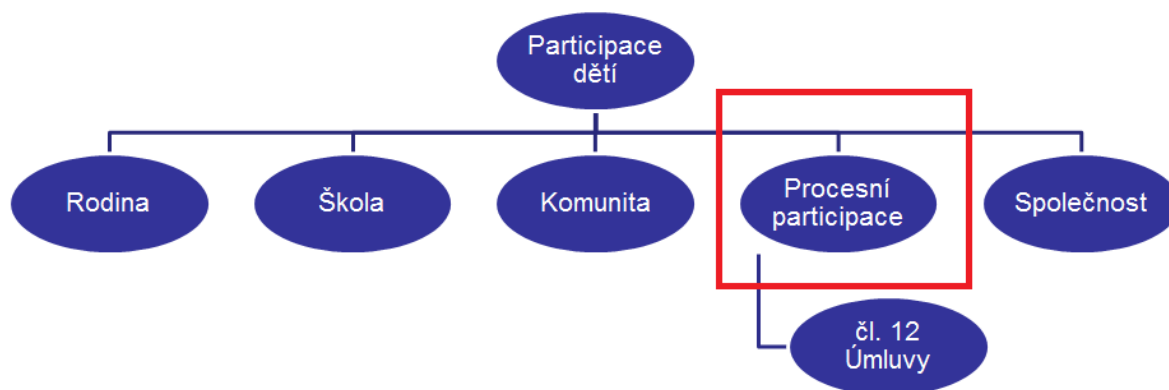 Participace
dětí
Rodina
Škola
Komunita
Procesní
participace
Společnost
čl. 12
Úmluvy